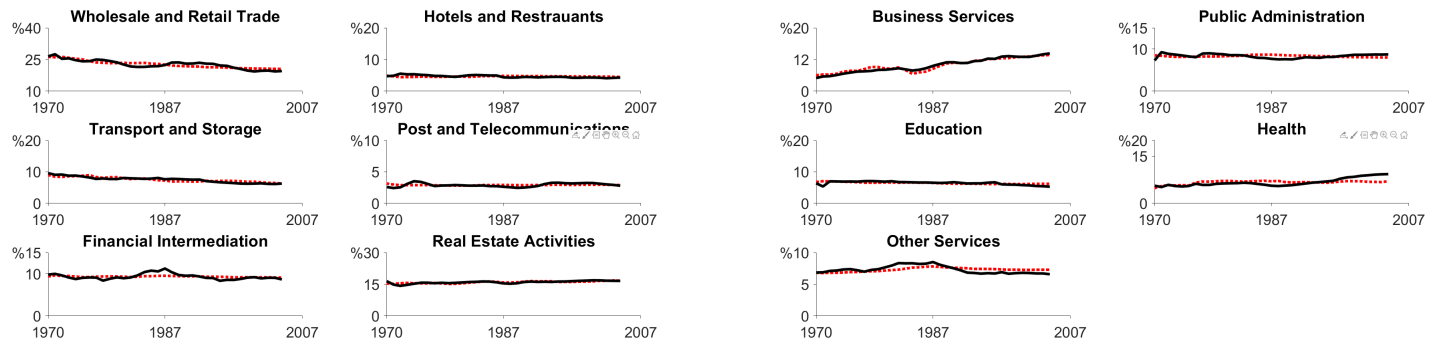 Wholesale and Retail Trade
%40
25
10
1970 1987 2007
Hotels and Restrauants
%20
10
0
1970 1987 2007
Business Services
%20
12
0
1970 1987 2007
Public Administration
%15
10
0
1970 1987 2007
Transport and Storage
%20
10
0
1970 1987 2007
Post and Telecommunications
%10
5
0
1970 1987 2007
Education
%20
10
0
1970 1987 2007
Health
%20
15
0
1970 1987 2007
Financial Intermediation
%15
10
0
1970 1987 2007
Real Estate Activities
%30
15
0
1970 1987 2007
Other Services
%10
5
0
1970 1987 2007